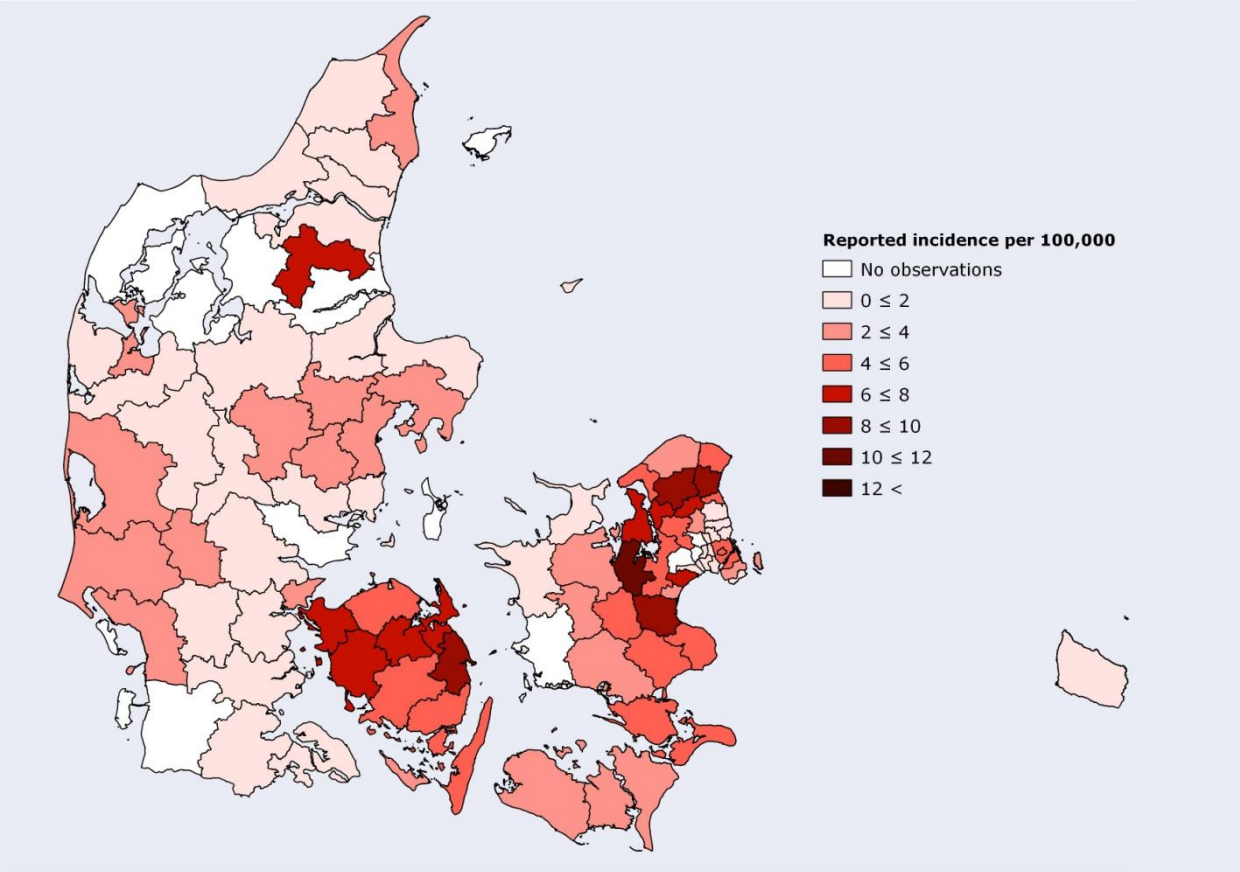 Reported incidence per 100,000
No observations
0 ≤ 2
2 ≤ 4
4 ≤ 6
6 ≤ 8
8 ≤ 10
10 ≤ 12
12 <